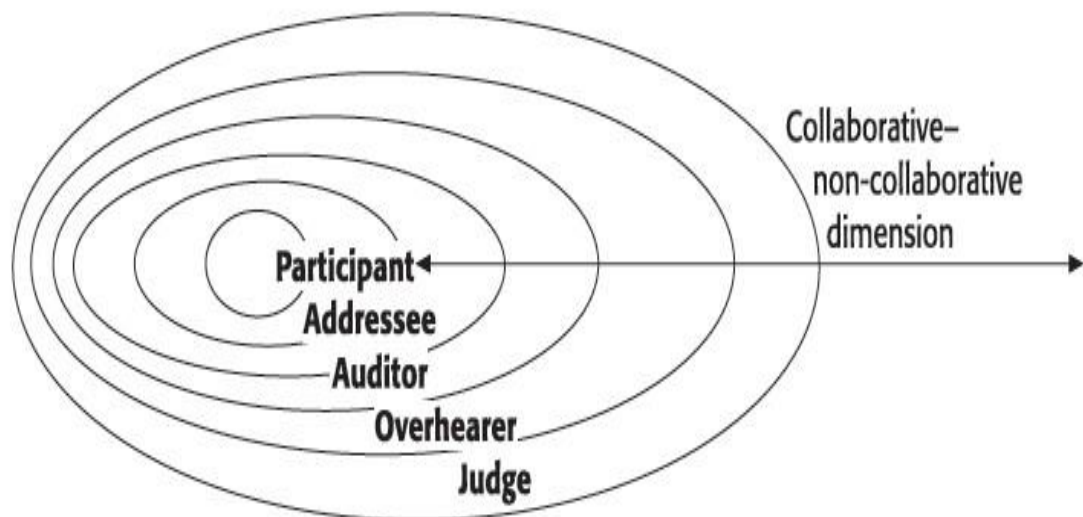 Collaborative–
non-collaborative
dimension
Participant
Addressee
Auditor
Overhearer
Judge